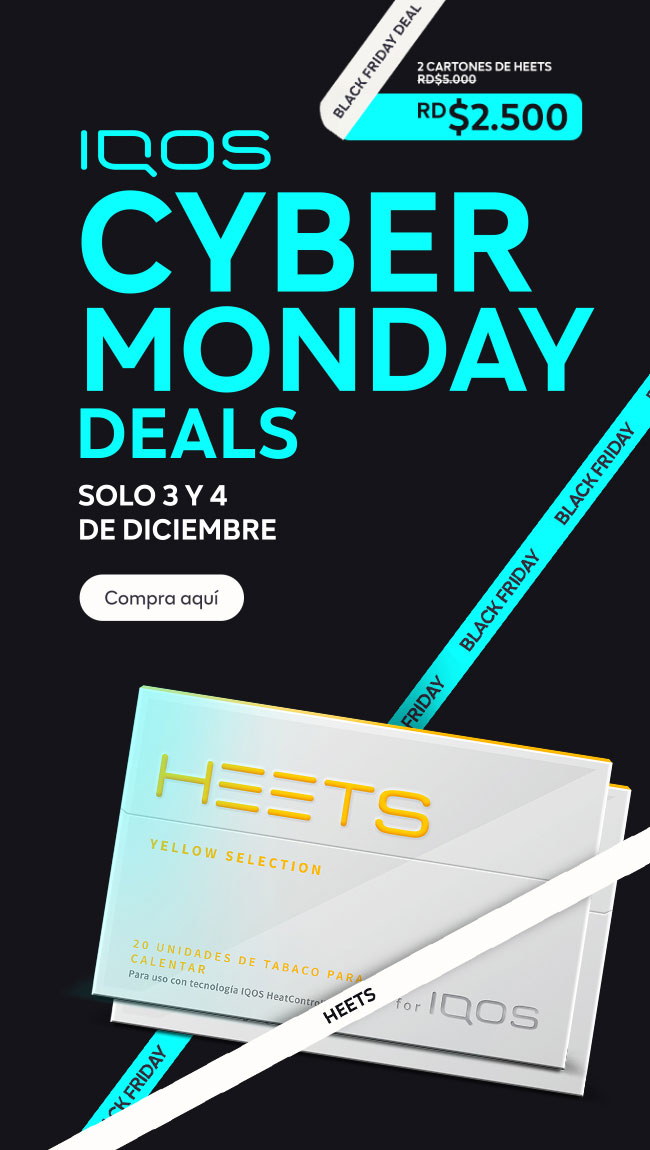 BLACK FRIDAY DEAL
2 CARTONES DE HEETS
RD$5.000
RD$2.500
IQOS
CYBER
MONDAY
DEALS
SOLO 3 Y 4
DE DICIEMBRE
Compra aquí
BLACK FRIDAY
BLACK FRIDAY
FRIDAY
HEETS
YELLOW SELECTION
20 UNIDADES DE TABACO PARA
CALENTAR
Para uso con tecnología IQOS HeatControl
for IQOS
HEETS
CK FRIDAY